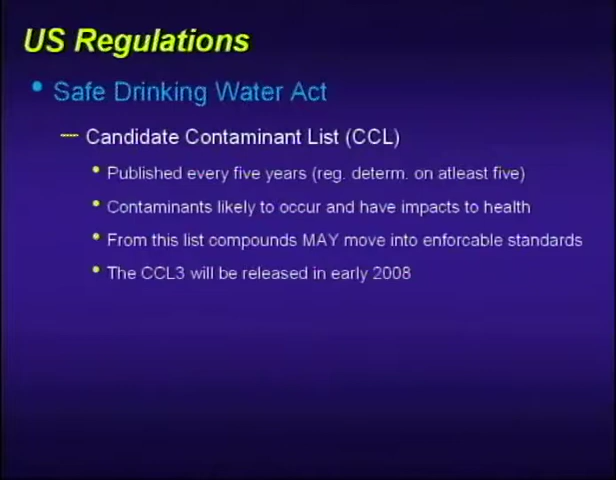 US Regulations
• Safe Drinking Water Act
— Candidate Contaminant List (CCL)
• Published every five years (reg. determ. on atleast five)
• Contaminants likely to occur and have impacts to health
• From this list compounds MAY move into enforcable standards
• The CCL3 will be released in early 2008